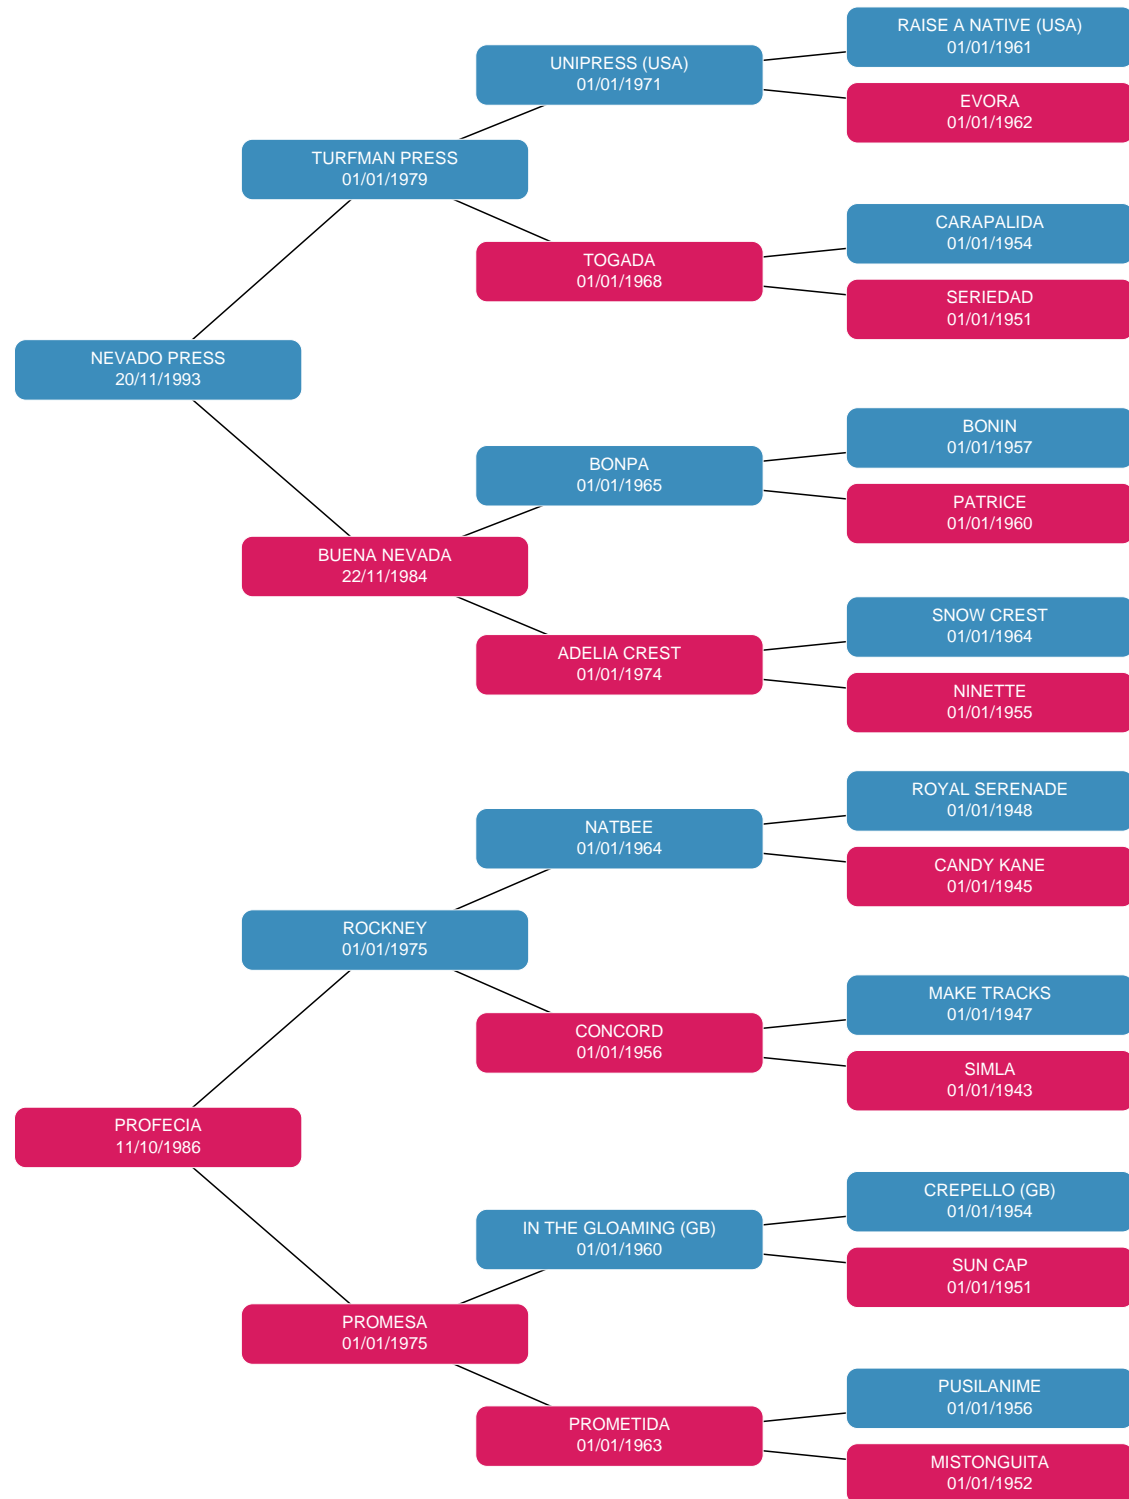 RAISE A NATIVE (USA)
01/01/1961
UNIPRESS (USA)
01/01/1971
EVORA
01/01/1962
TURFMAN PRESS
01/01/1979
CARAPALIDA
01/01/1954
TOGADA
01/01/1968
SERIEDAD
01/01/1951
NEVADO PRESS
20/11/1993
BONIN
01/01/1957
BONPA
01/01/1965
PATRICE
01/01/1960
BUENA NEVADA
22/11/1984
SNOW CREST
01/01/1964
ADELIA CREST
01/01/1974
NINETTE
01/01/1955
ROYAL SERENADE
01/01/1948
NATBEE
01/01/1964
CANDY KANE
01/01/1945
ROCKNEY
01/01/1975
MAKE TRACKS
01/01/1947
CONCORD
01/01/1956
SIMLA
01/01/1943
PROFECIA
11/10/1986
CREPELLO (GB)
01/01/1954
IN THE GLOAMING (GB)
01/01/1960
SUN CAP
01/01/1951
PROMESA
01/01/1975
PUSILANIME
01/01/1956
PROMETIDA
01/01/1963
MISTONGUITA
01/01/1952